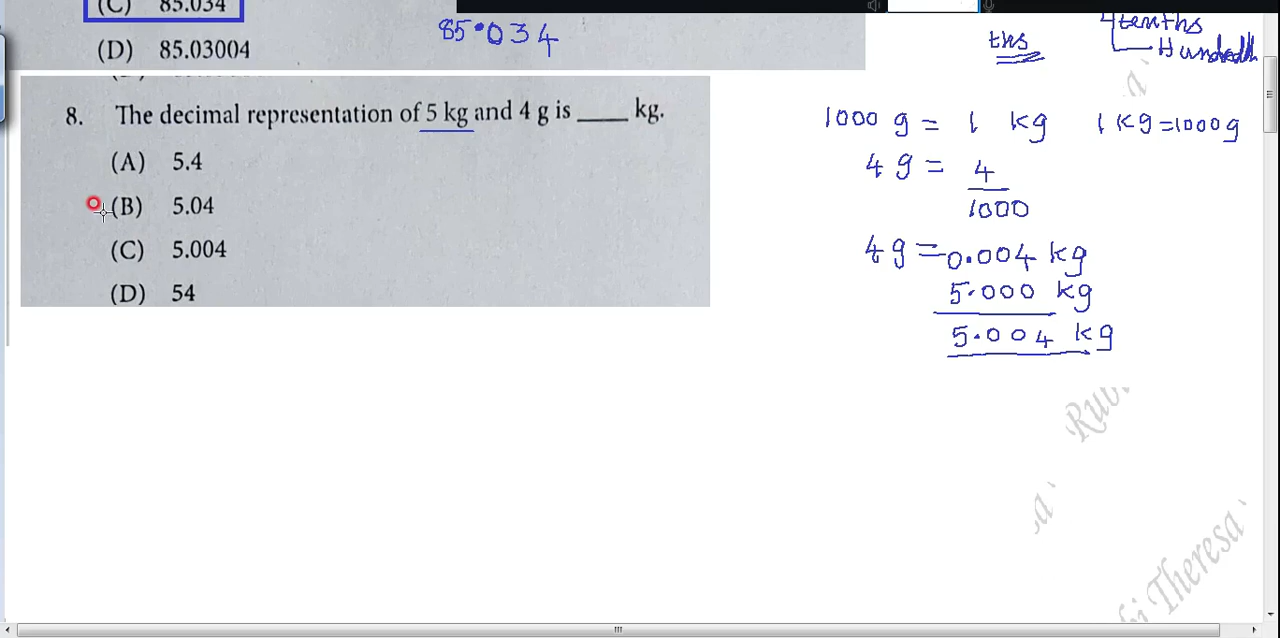 (C) 85.034
85.034
(D) 85.03004
4 tenths
ths
Hundredth
8. The decimal representation of 5 kg and 4 g is ____ kg.
(A) 5.4
(B) 5.04
(C) 5.004
(D) 54
1000 g = 1 kg 1 kg = 1000 g
4 g = 4
1000
4 g = 0.004 kg
5.000 kg
5.004 kg
Theresa